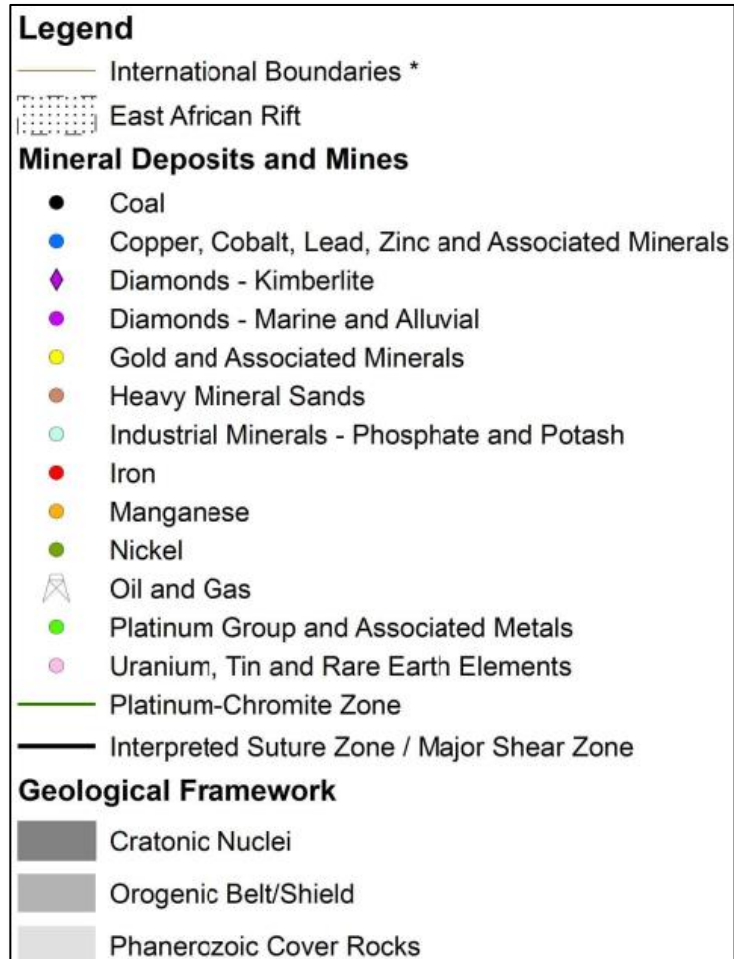 Legend
International Boundaries *
East African Rift
Mineral Deposits and Mines
Coal
Copper, Cobalt, Lead, Zinc and Associated Minerals
Diamonds - Kimberlite
Diamonds - Marine and Alluvial
Gold and Associated Minerals
Heavy Mineral Sands
Industrial Minerals - Phosphate and Potash
Iron
Manganese
Nickel
Oil and Gas
Platinum Group and Associated Metals
Uranium, Tin and Rare Earth Elements
Platinum-Chromite Zone
Interpreted Suture Zone / Major Shear Zone
Geological Framework
Cratonic Nuclei
Orogenic Belt/Shield
Phanerozoic Cover Rocks